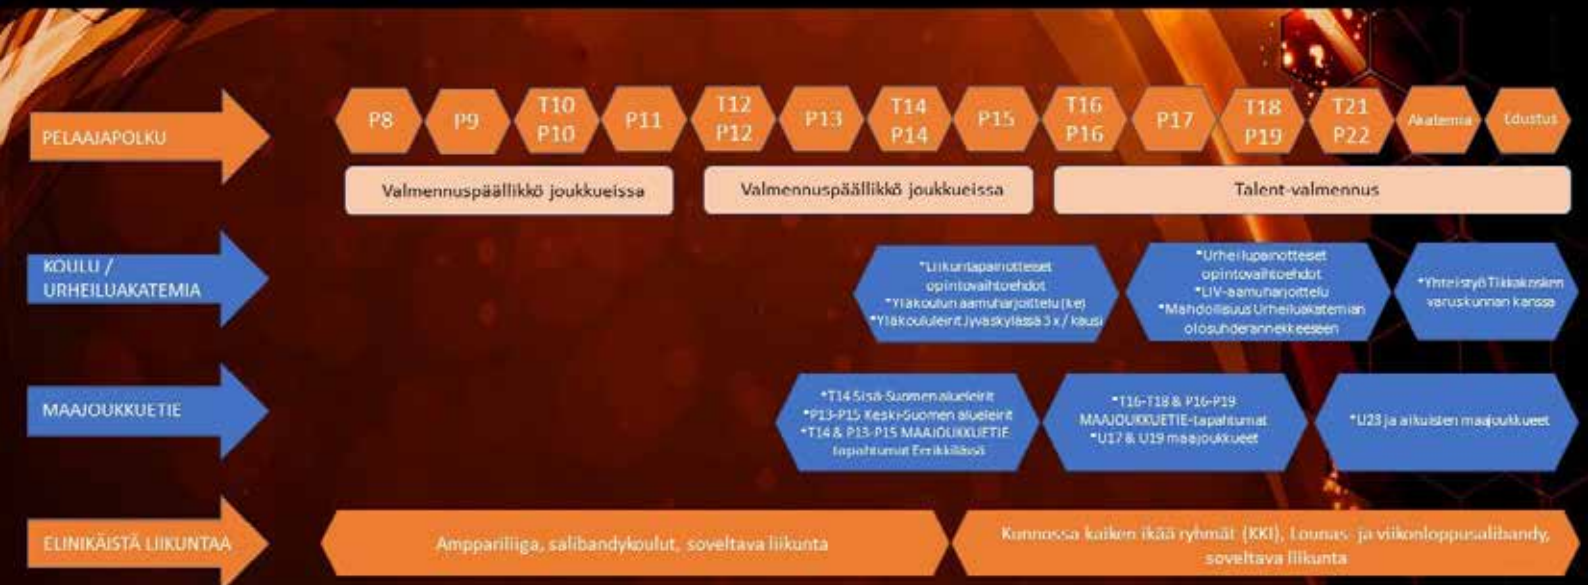 PELAAJAPOLKU
P8
P9
T10
P10
P11
T12
P12
P13
T14
P14
P15
T16
P16
P17
T18
P19
T21
P22
Akatemia
Edustus
Valmennuspäällikkö joukkueissa
Valmennuspäällikkö joukkueissa
Talent-valmennus
KOULU /
URHEILUAKATEMIA
*Liikuntapainotteiset
opintovaihtoehdot
*Yläkoulun aamuharjoittelu (ke)
*Yläkoululeirit Jyväskylässä 3 x / kausi
*Urheilupainotteiset
opintovaihtoehdot
*LIV-aamuharjoittelu
*Mahdollisuus Urheiluakatemian
olosuhderannekkeeseen
*Yhteistyö Tikkakosken
varuskunnan kanssa
MAAJOUKKUETIE
*T14 Sisä-Suomen alueleirit
*P13-P15 Keski-Suomen alueleirit
*T14 & P13-P15 MAAJOUKKUETIE
tapahtumat Eerikkilässä
*T16-T18 & P16-P19
MAAJOUKKUETIE-tapahtumat
*U17 & U19 maajoukkueet
*U23 ja aikuisten maajoukkueet
ELINIKÄISTÄ LIIKUNTAA
Amppariliiga, salibandykoulut, soveltava liikunta
Kunnossa kaiken ikää ryhmät (KKI), Lounas- ja viikonloppusalibandy,
soveltava liikunta